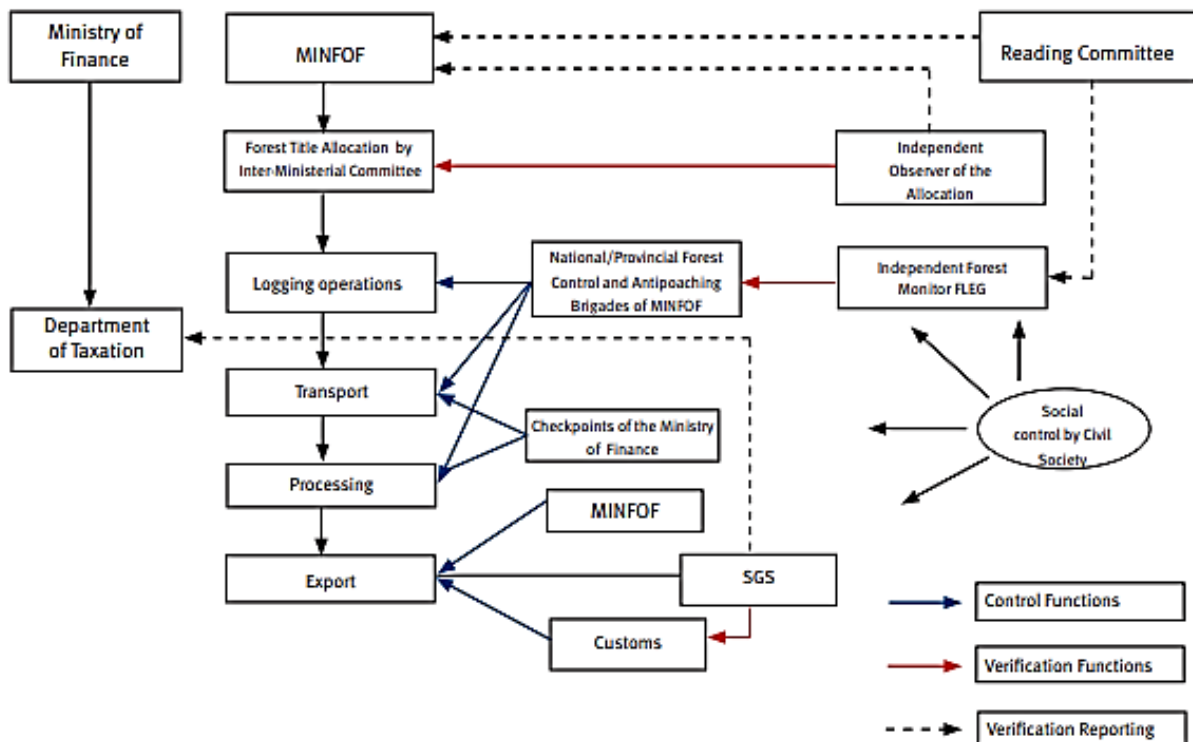 Ministry of
Finance
MINFOF
Reading Committee
Forest Title Allocation by
Inter-Ministerial Committee
Independent
Observer of the
Allocation
Logging operations
National/Provincial Forest
Control and Antipoaching
Brigades of MINFOF
Independent Forest
Monitor FLEG
Department
of Taxation
Transport
Checkpoints of the Ministry
of Finance
Social
control by Civil
Society
Processing
MINFOF
Export
SGS
Customs
Control Functions
Verification Functions
Verification Reporting